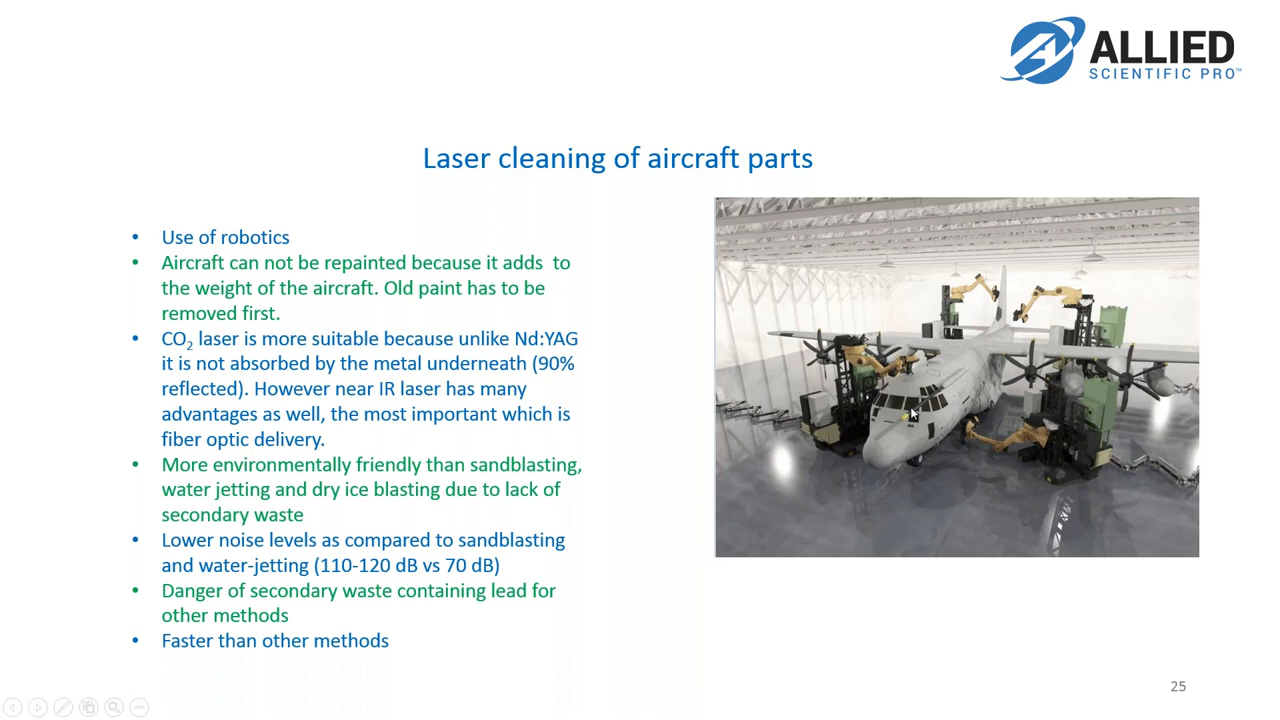 ALLIED
SCIENTIFIC PRO™
Laser cleaning of aircraft parts
• Use of robotics
• Aircraft can not be repainted because it adds  to
the weight of the aircraft. Old paint has to be
removed first.
• CO₂ laser is more suitable because unlike Nd:YAG
it is not absorbed by the metal underneath (90%
reflected). However near IR laser has many
advantages as well, the most important which is
fiber optic delivery.
• More environmentally friendly than sandblasting,
water jetting and dry ice blasting due to lack of
secondary waste
• Lower noise levels as compared to sandblasting
and water-jetting (110-120 dB vs 70 dB)
• Danger of secondary waste containing lead for
other methods
• Faster than other methods
25